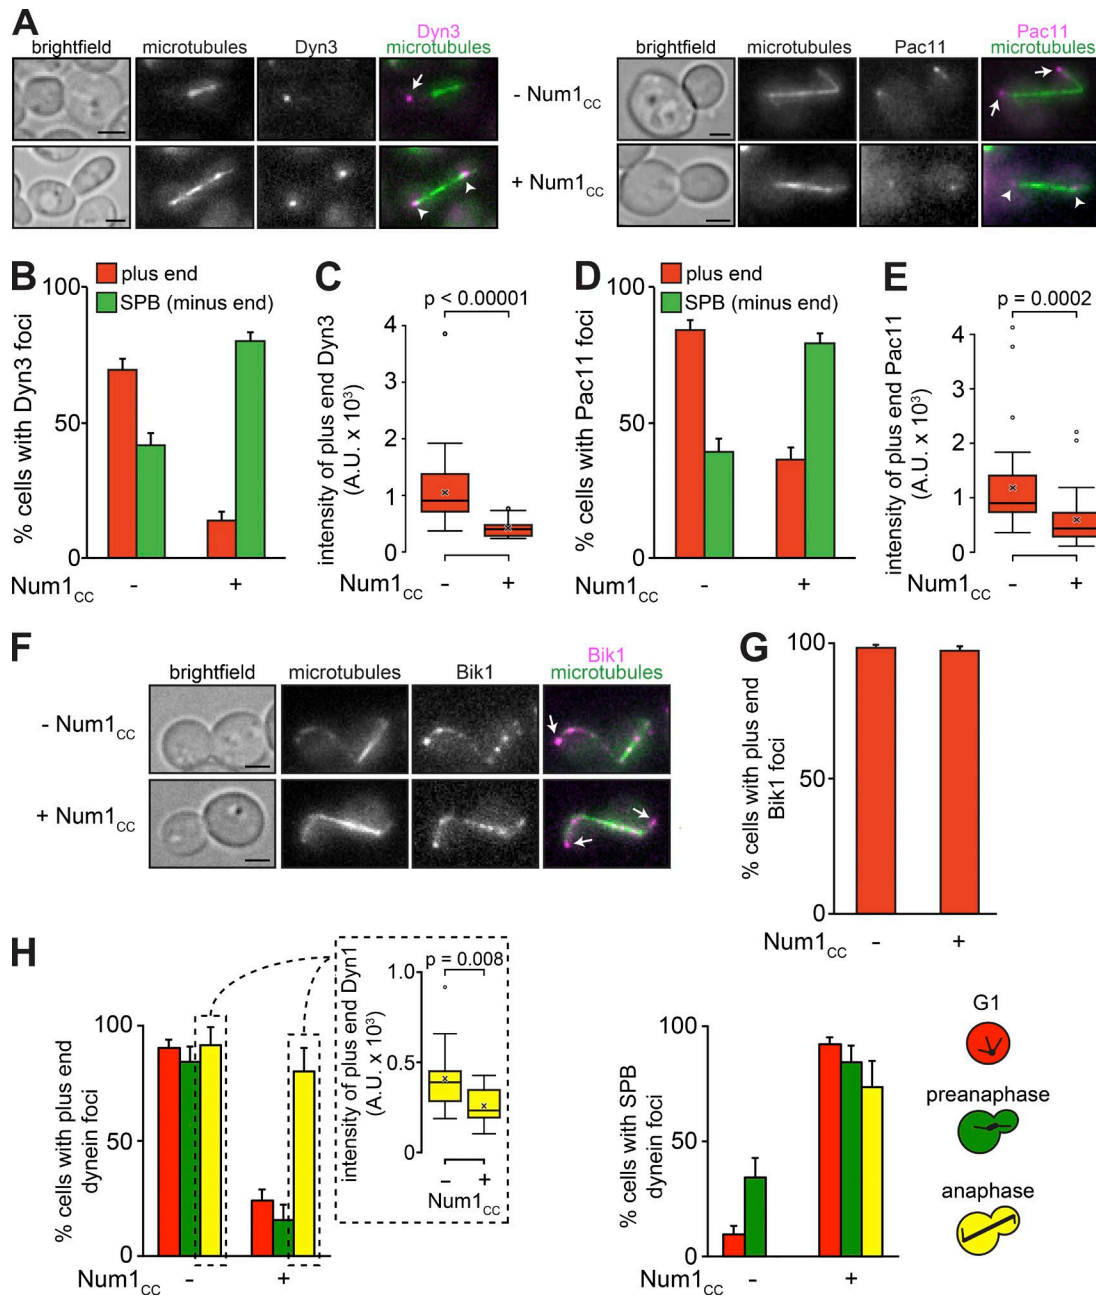 A
Dyn3
brightfield microtubules Dyn3 microtubules
- Num1CC
+ Num1CC
Pac11
brightfield microtubules Pac11 microtubules
B
plus end
SPB (minus end)
% cells with Dyn3 foci
100
50
0
Num1CC - +
C
p < 0.00001
intensity of plus end Dyn3
(A.U. x 10³)
4
3
2
1
0
Num1CC - +
D
plus end
SPB (minus end)
% cells with Pac11 foci
100
50
0
Num1CC - +
E
p = 0.0002
intensity of plus end Pac11
(A.U. x 10³)
4
3
2
1
0
Num1CC - +
F
Bik1
brightfield microtubules Bik1 microtubules
- Num1CC
+ Num1CC
G
% cells with plus end
Bik1 foci
100
50
0
Num1CC - +
H
% cells with plus end
dynein foci
100
50
0
Num1CC - +
p = 0.008
intensity of plus end Dyn1
(A.U. x 10³)
1.0
0.5
0
- +
Num1CC
% cells with SPB
dynein foci
100
50
0
Num1CC - +
G1
preanaphase
anaphase